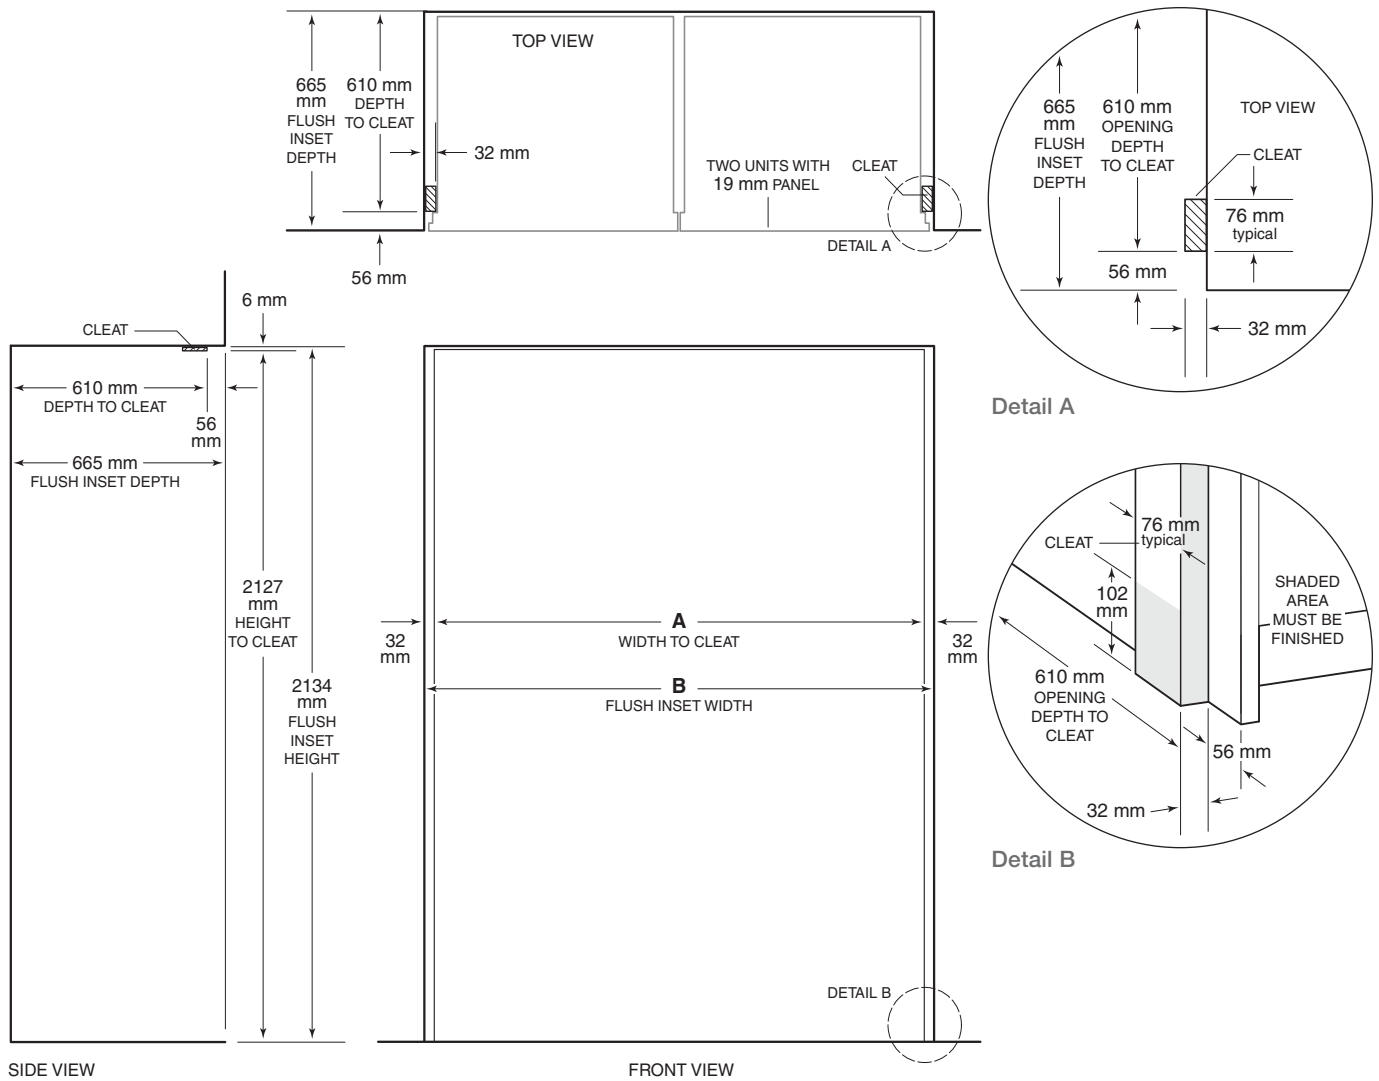 TOP VIEW
665
mm
FLUSH
INSET
DEPTH
610 mm
DEPTH
TO CLEAT
32 mm
TWO UNITS WITH
19 mm PANEL
CLEAT
DETAIL A
56 mm
665
mm
FLUSH
INSET
DEPTH
610 mm
OPENING
DEPTH
TO CLEAT
TOP VIEW
CLEAT
76 mm
typical
56 mm
32 mm
Detail A
6 mm
CLEAT
610 mm
DEPTH TO CLEAT
56
mm
665 mm
FLUSH INSET DEPTH
2127
mm
HEIGHT
TO CLEAT
2134
mm
FLUSH
INSET
HEIGHT
SIDE VIEW
32
mm
A
WIDTH TO CLEAT
32
mm
B
FLUSH INSET WIDTH
DETAIL B
FRONT VIEW
76 mm
typical
CLEAT
102
mm
SHADED
AREA
MUST BE
FINISHED
610 mm
OPENING
DEPTH TO
CLEAT
56 mm
32 mm
Detail B